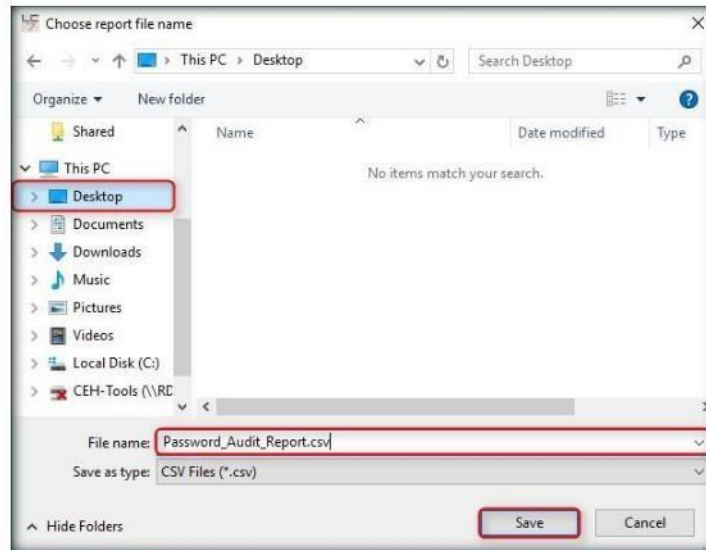 Choose report file name
This PC > Desktop
Search Desktop
Organize
New folder
Name
Date modified
Type
Shared
This PC
No items match your search.
Desktop
Documents
Downloads
Music
Pictures
Videos
Local Disk (C:)
CEH-Tools (\\RD
File name: Password_Audit_Report.csv
Save as type: CSV Files (*.csv)
Hide Folders
Save
Cancel